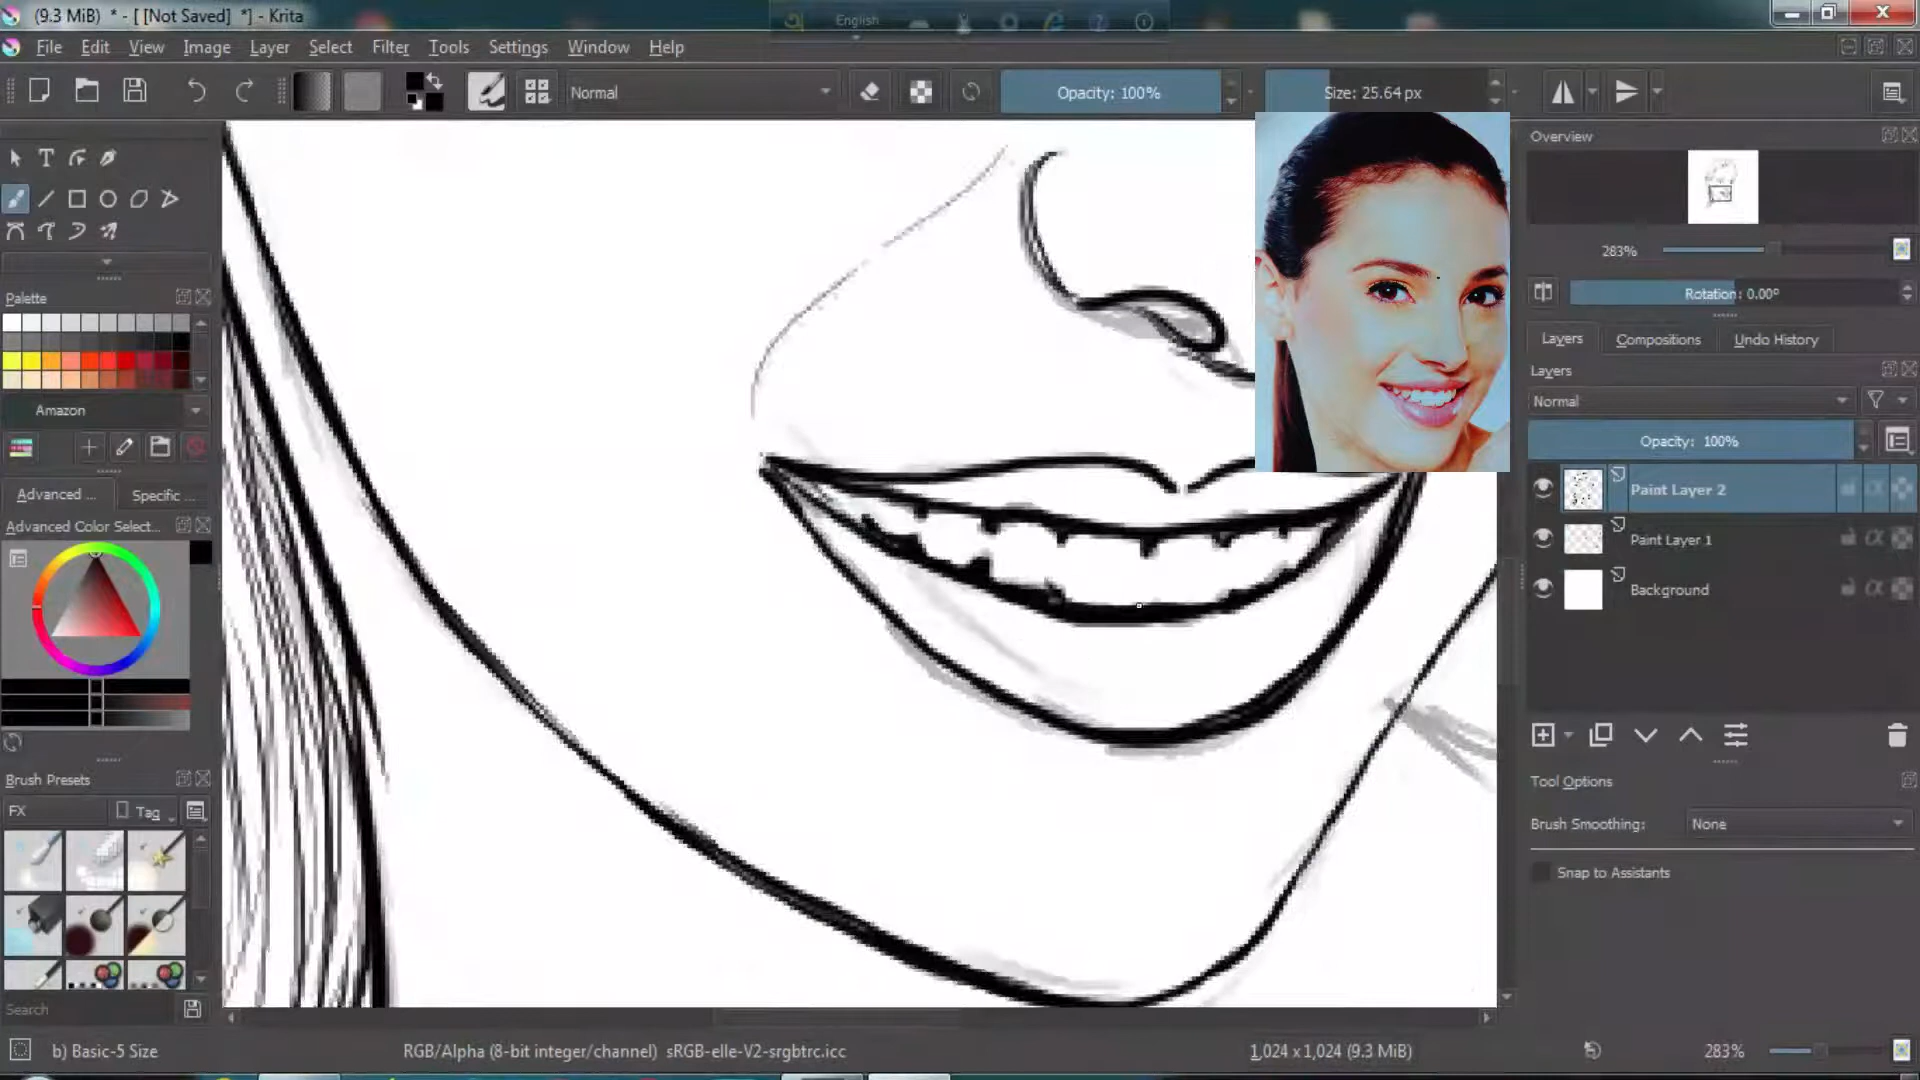 (9.3 MiB) * - [ [Not Saved] *] - Krita
English
File Edit View Image Layer Select Filter Tools Settings Window Help
Normal
Opacity: 100%
Size: 25.64 px
Overview
283%
Rotation: 0.00°
Palette
Amazon
Layers Compositions Undo History
Layers
Normal
Opacity: 100%
Paint Layer 2
Paint Layer 1
Background
Advanced ... Specific ...
Advanced Color Select...
Brush Presets
FX Tag
Search
Tool Options
Brush Smoothing: None
Snap to Assistants
b) Basic-5 Size
RGB/Alpha (8-bit integer/channel) sRGB-elle-V2-srgbtrc.icc
1,024 x 1,024 (9.3 MiB)
283%